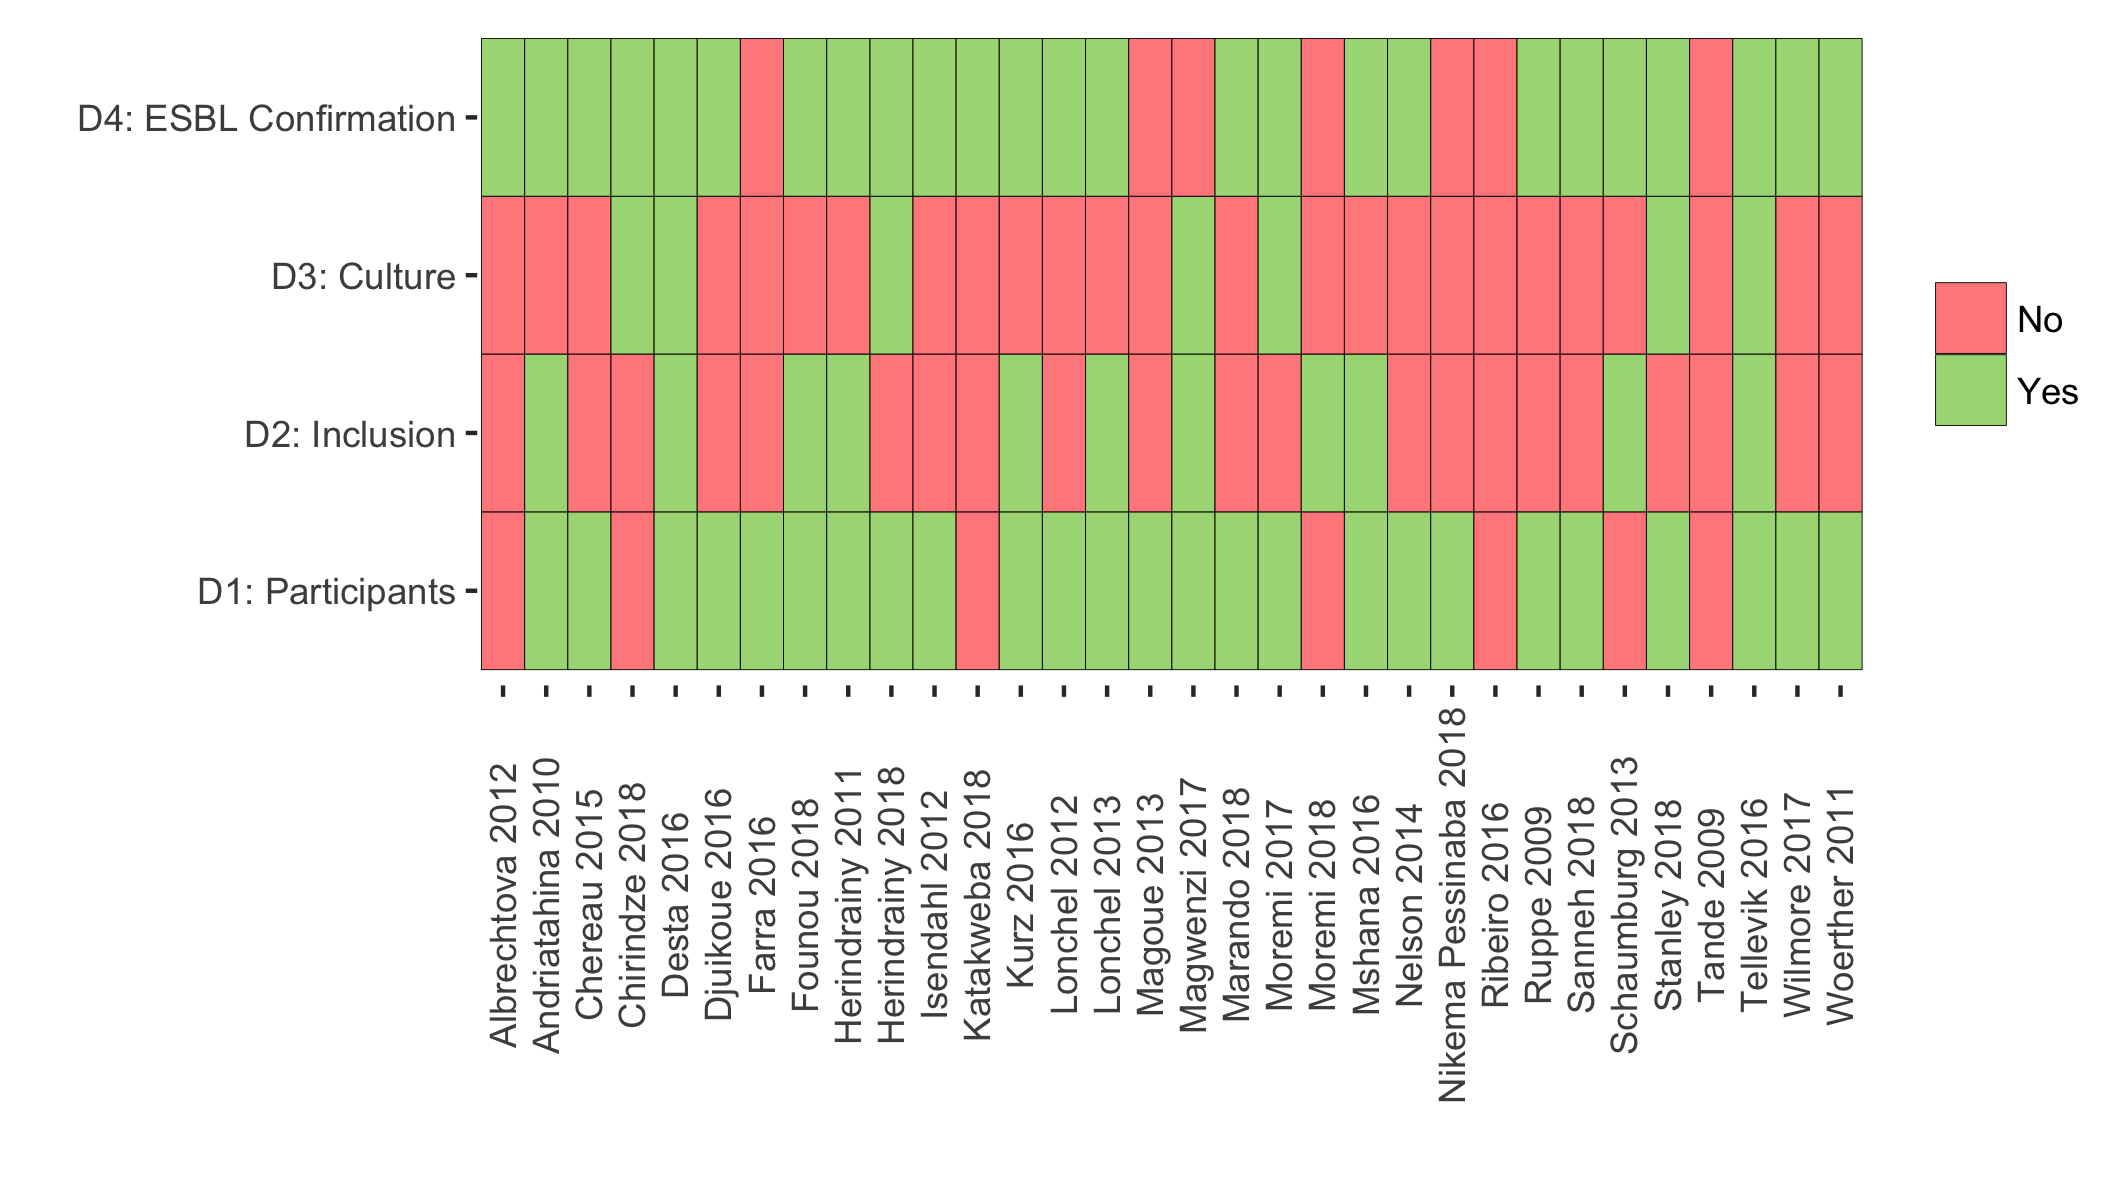 D4: ESBL Confirmation
D3: Culture
D2: Inclusion
D1: Participants
No
Yes
Albrechtova 2012
Andriatahina 2010
Chereau 2015
Chirindze 2018
Desta 2016
Djuikoue 2016
Farra 2016
Founou 2018
Herindrainy 2011
Herindrainy 2018
Isendahl 2012
Katakweba 2018
Kurz 2016
Lonchel 2012
Lonchel 2013
Magoue 2013
Magwenzi 2017
Marando 2018
Moremi 2017
Moremi 2018
Mshana 2016
Nelson 2014
Nikema Pessinaba 2018
Ribeiro 2016
Ruppe 2009
Sanneh 2018
Schaumburg 2013
Stanley 2018
Tande 2009
Tellevik 2016
Wilmore 2017
Woerther 2011